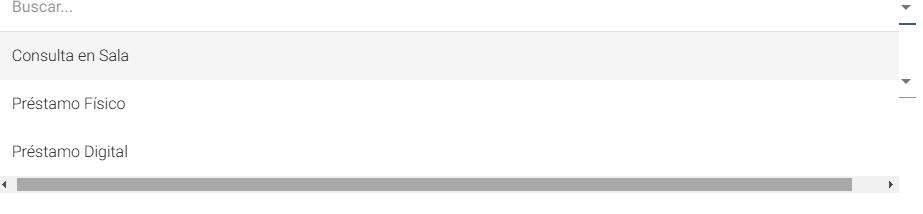 Buscar...
Consulta en Sala
Préstamo Físico
Préstamo Digital